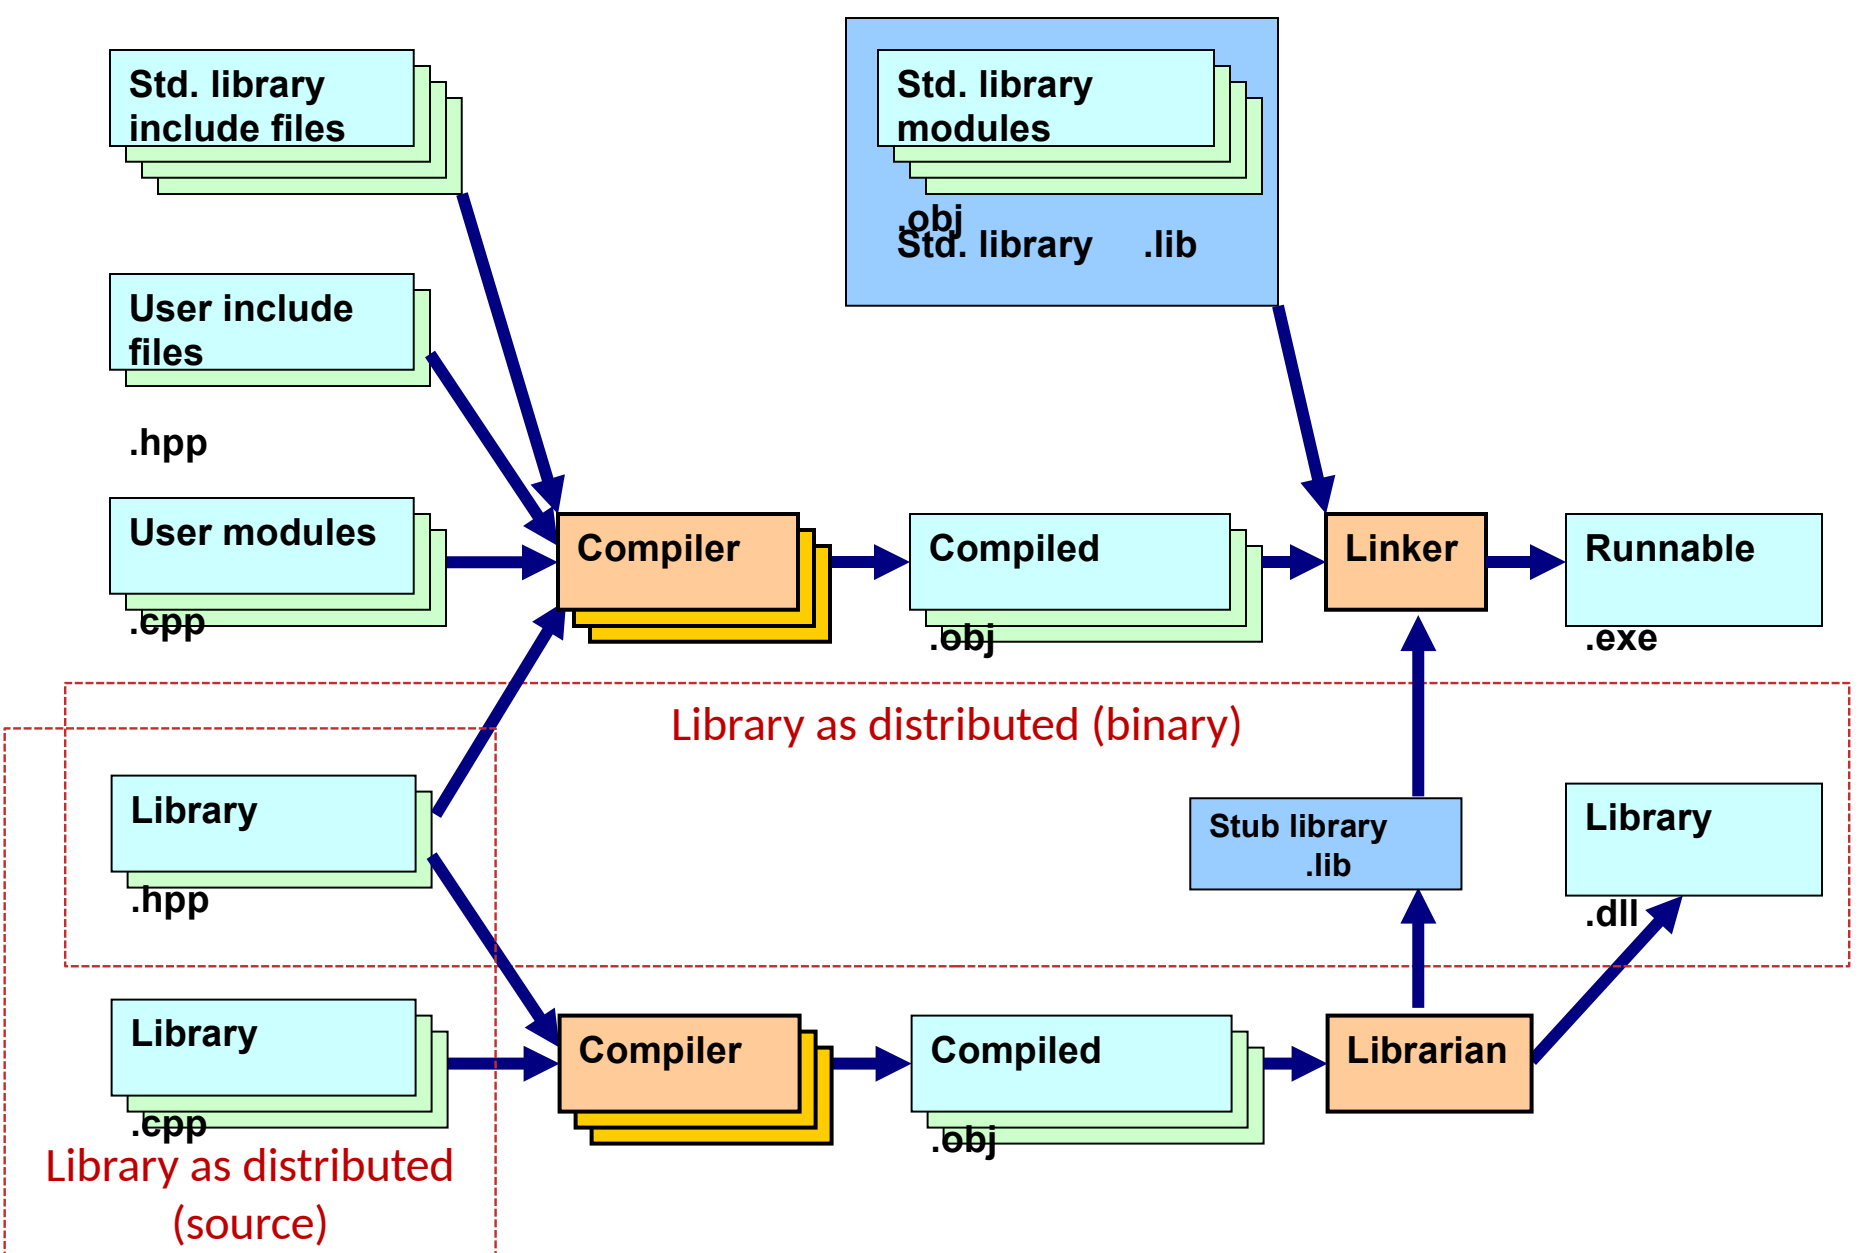 Std. library
include files
Std. library
modules
.obj
Std. library .lib
User include
files
.hpp
User modules
.cpp
Compiler
Compiled
.obj
Linker
Runnable
.exe
Library as distributed (binary)
Library
.hpp
Stub library
.lib
Library
.dll
Library
.cpp
Compiler
Compiled
.obj
Librarian
Library as distributed
(source)